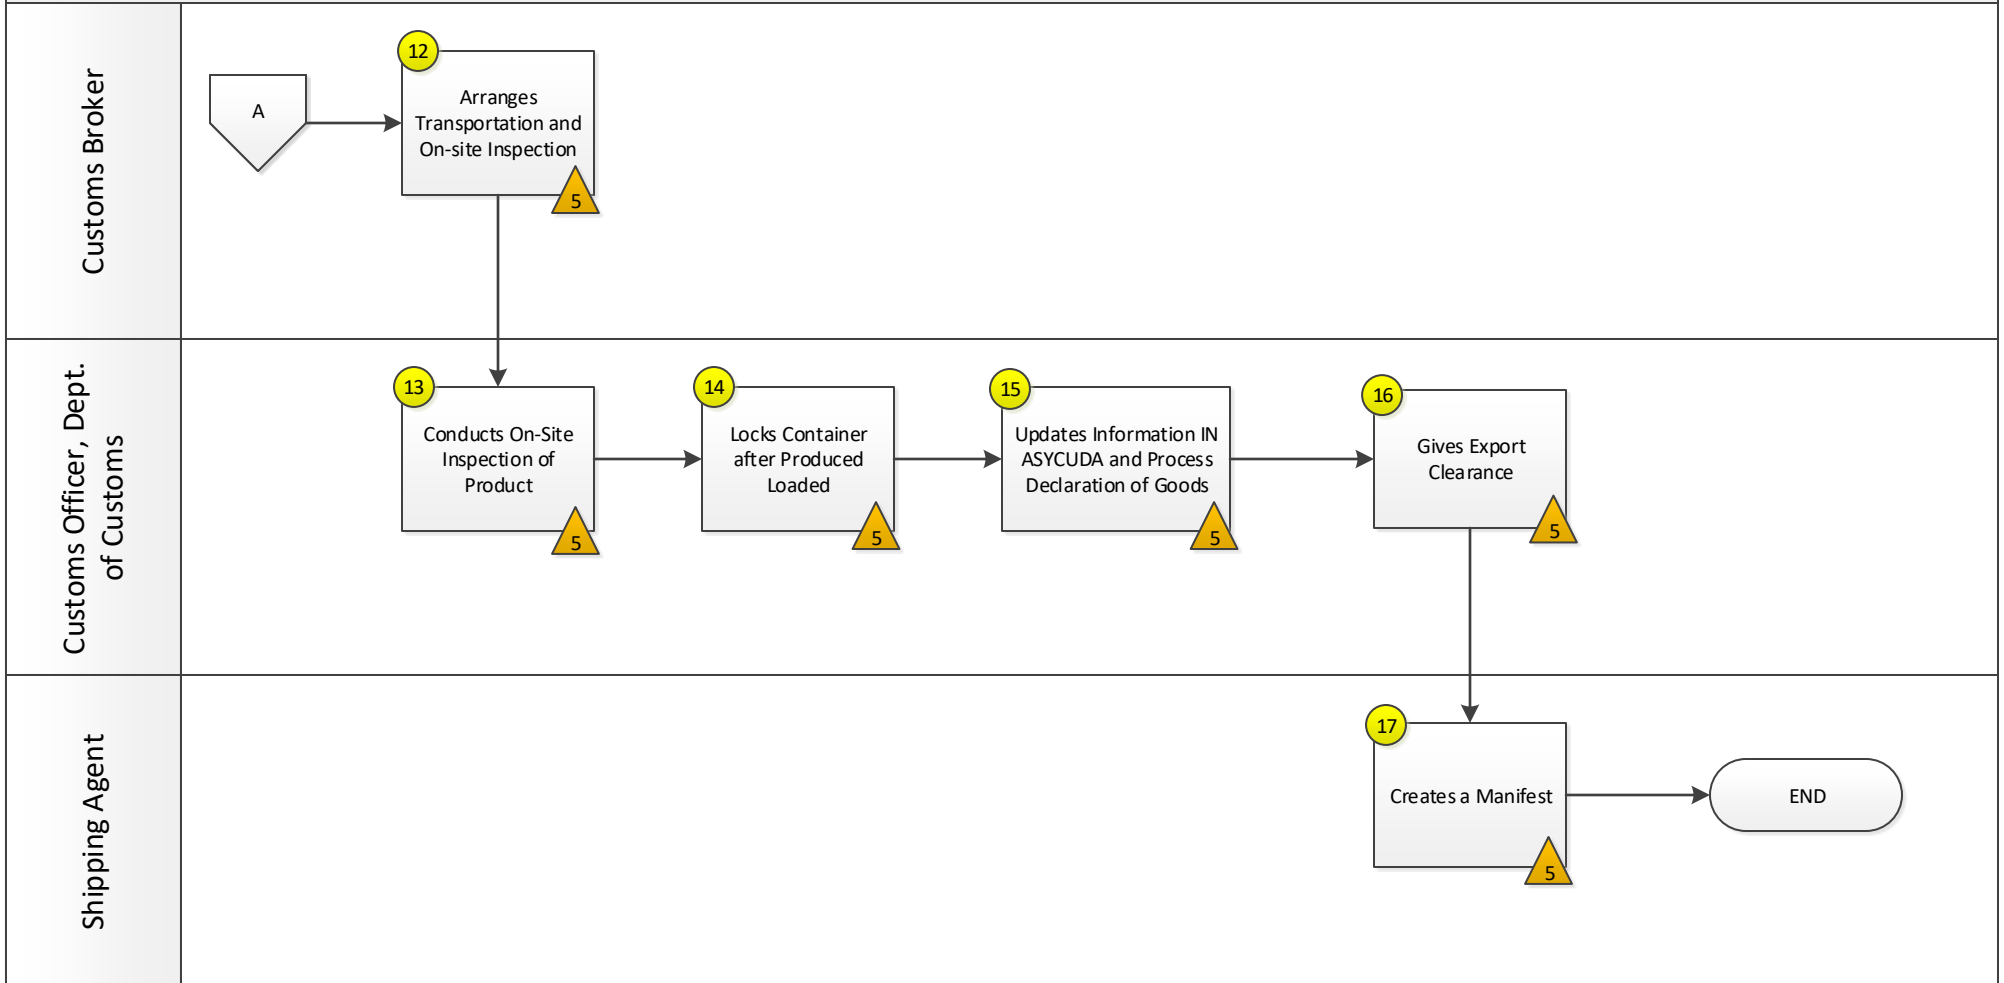 Customs Broker
A
12
Arranges
Transportation and
On-site Inspection
5
Customs Officer, Dept.
of Customs
13
Conducts On-Site
Inspection of
Product
5
14
Locks Container
after Produced
Loaded
5
15
Updates Information IN
ASYCUDA and Process
Declaration of Goods
5
16
Gives Export
Clearance
5
Shipping Agent
17
Creates a Manifest
5
END